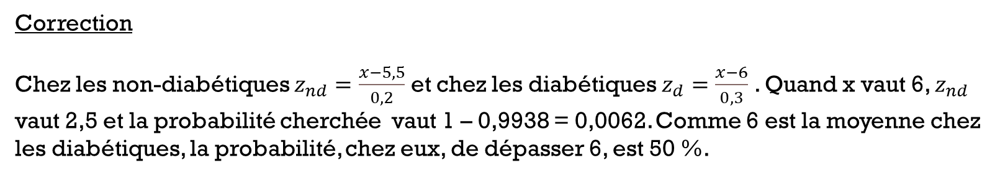 Correction
Chez les non-diabétiques $z_{nd} = \frac{x-5,5}{0,2}$ et chez les diabétiques $z_d = \frac{x-6}{0,3}$ . Quand x vaut 6, $z_{nd}$
vaut 2,5 et la probabilité cherchée vaut 1 – 0,9938 = 0,0062. Comme 6 est la moyenne chez
les diabétiques, la probabilité, chez eux, de dépasser 6, est 50 %.